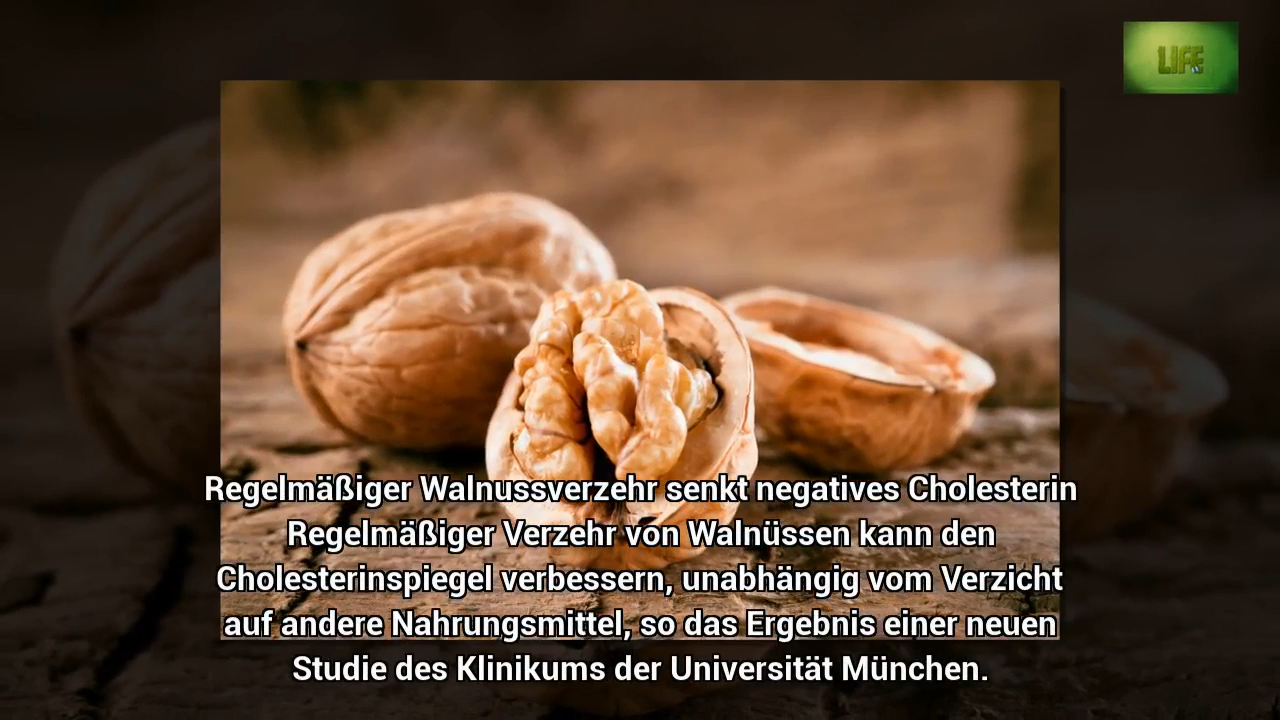 LIFE
Regelmäßiger Walnussverzehr senkt negatives Cholesterin
Regelmäßiger Verzehr von Walnüssen kann den
Cholesterinspiegel verbessern, unabhängig vom Verzicht
auf andere Nahrungsmittel, so das Ergebnis einer neuen
Studie des Klinikums der Universität München.